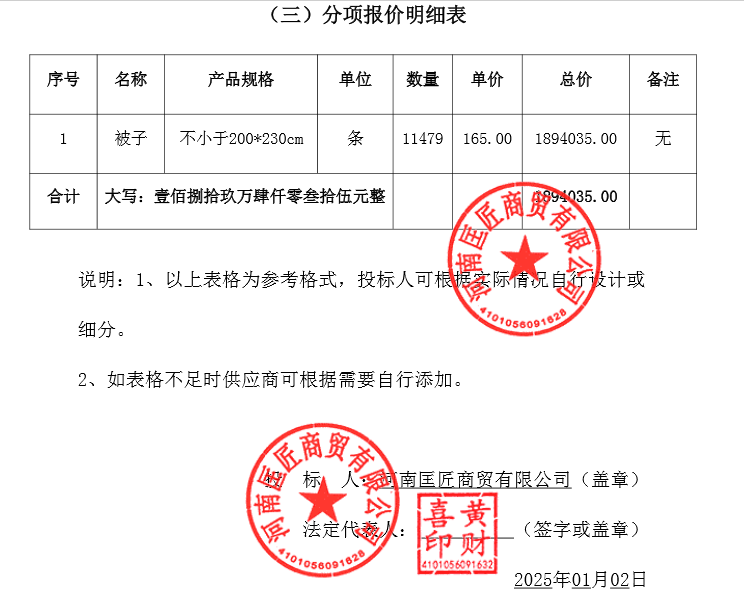 (三) 分项报价明细表
序号 名称 产品规格 单位 数量 单价 总价 备注
1 被子 不小于200*230cm 条 11479 165.00 1894035.00 无
合计 大写：壹佰捌拾玖万肆仟零叁拾伍元整 1894035.00
河南匡匠商贸有限公司
4101056091628
说明：1、以上表格为参考格式，投标人可根据实际情况自行设计或
细分。
2、如表格不足时供应商可根据需要自行添加。
投 标 人：河南匡匠商贸有限公司（盖章）
河南匡匠商贸有限公司
4101056091628
法定代表人：（签字或盖章）
黄财喜印
4101056091632
2025年01月02日